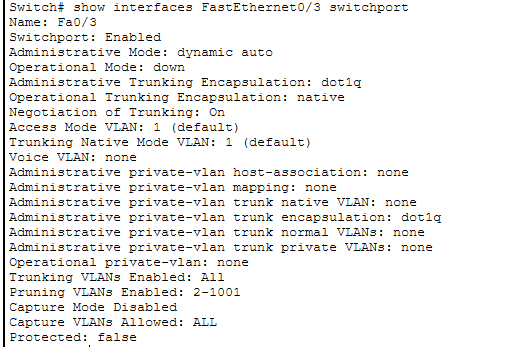 Switch# show interfaces FastEthernet0/3 switchport
Name: Fa0/3
Switchport: Enabled
Administrative Mode: dynamic auto
Operational Mode: down
Administrative Trunking Encapsulation: dot1q
Operational Trunking Encapsulation: native
Negotiation of Trunking: On
Access Mode VLAN: 1 (default)
Trunking Native Mode VLAN: 1 (default)
Voice VLAN: none
Administrative private-vlan host-association: none
Administrative private-vlan mapping: none
Administrative private-vlan trunk native VLAN: none
Administrative private-vlan trunk encapsulation: dot1q
Administrative private-vlan trunk normal VLANs: none
Administrative private-vlan trunk private VLANs: none
Operational private-vlan: none
Trunking VLANs Enabled: All
Pruning VLANs Enabled: 2-1001
Capture Mode Disabled
Capture VLANs Allowed: ALL
Protected: false